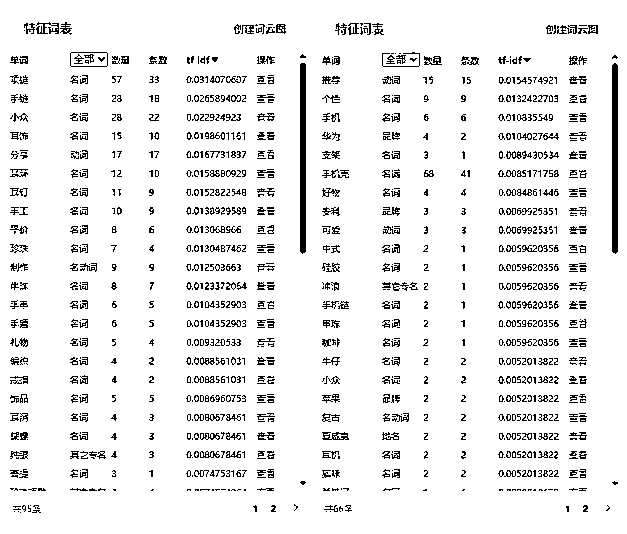 特征词表 创建词云图
单词 全部 数量 条数 tf-idf▼ 操作
项链 名词 57 33 0.0314070607 查看
手链 名词 28 18 0.0265894002 查看
小众 名词 28 22 0.022924923 查看
耳饰 名词 15 10 0.0198601161 查看
分享 动词 17 17 0.0167731837 查看
耳环 名词 12 10 0.0158880929 查看
耳钉 名词 11 9 0.0152822548 查看
手工 名词 10 9 0.0138929589 查看
平价 名词 8 6 0.013068966 查看
珍珠 名词 7 4 0.0130487462 查看
制作 名动词 9 9 0.012503663 查看
串珠 名词 8 7 0.0123372064 查看
手串 名词 6 5 0.0104352903 查看
手镯 名词 6 5 0.0104352903 查看
礼物 名词 5 4 0.009320533 查看
编织 名词 4 2 0.0088561031 查看
戒指 名词 4 2 0.0088561031 查看
饰品 名词 5 5 0.0086960753 查看
耳洞 名词 4 3 0.0080678461 查看
蝴蝶 名词 4 3 0.0080678461 查看
纯银 其它专名 4 3 0.0080678461 查看
菩提 名词 3 1 0.0074753167 查看
共95条 1 2 >
特征词表 创建词云图
单词 全部 数量 条数 tf-idf▼ 操作
推荐 动词 15 15 0.0154574921 查看
个性 名词 9 9 0.0132422703 查看
手机 名词 6 6 0.010835549 查看
华为 品牌 4 2 0.0104027644 查看
支架 名词 3 1 0.0089430534 查看
手机壳 名词 68 41 0.0085171758 查看
好物 名词 4 4 0.0084861446 查看
专利 品牌 3 3 0.0069925351 查看
可爱 动词 3 3 0.0069925351 查看
中式 名词 2 1 0.0059620356 查看
硅胶 名词 2 1 0.0059620356 查看
冲浪 其它专名 2 1 0.0059620356 查看
手机链 名词 2 1 0.0059620356 查看
串珠 名词 2 1 0.0059620356 查看
咖啡 名词 2 1 0.0059620356 查看
牛仔 名词 2 2 0.0052013822 查看
小众 名词 2 2 0.0052013822 查看
苹果 品牌 2 2 0.0052013822 查看
复古 名动词 2 2 0.0052013822 查看
夏威夷 地名 2 2 0.0052013822 查看
耳机 名词 2 2 0.0052013822 查看
猫咪 名词 2 2 0.0052013822 查看
共66条 1 2 >